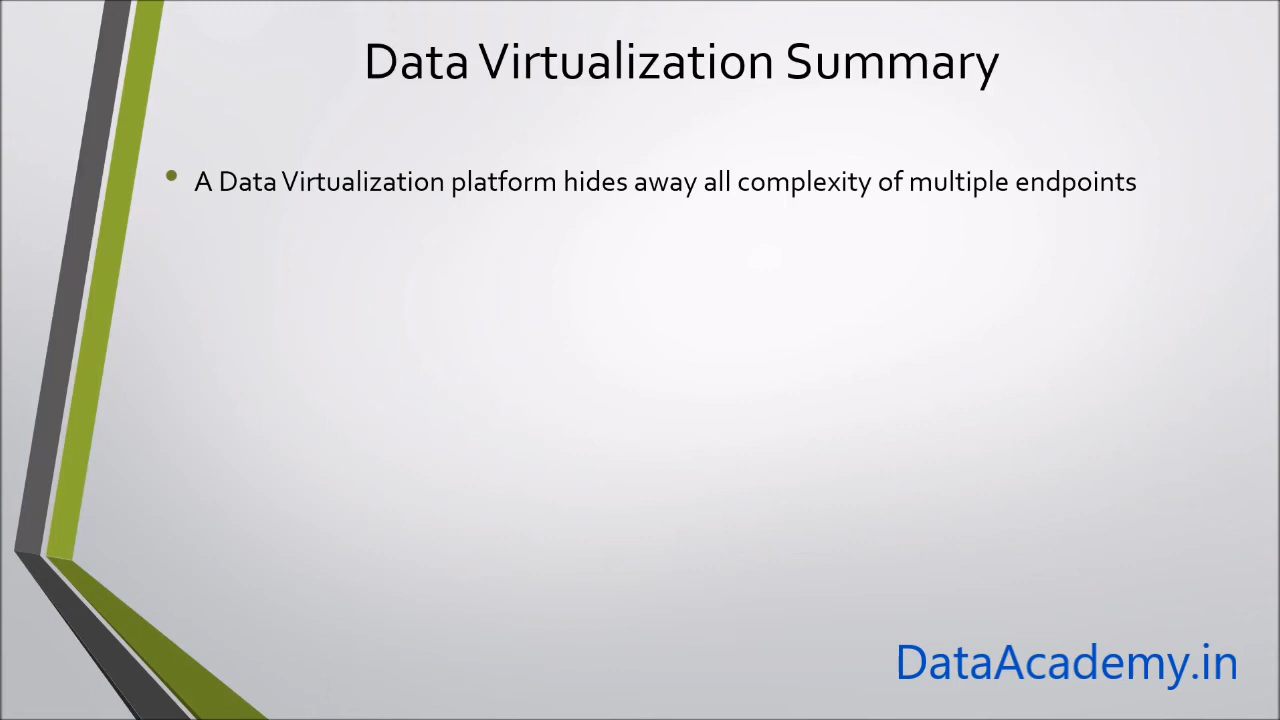 Data Virtualization Summary
• A Data Virtualization platform hides away all complexity of multiple endpoints
DataAcademy.in